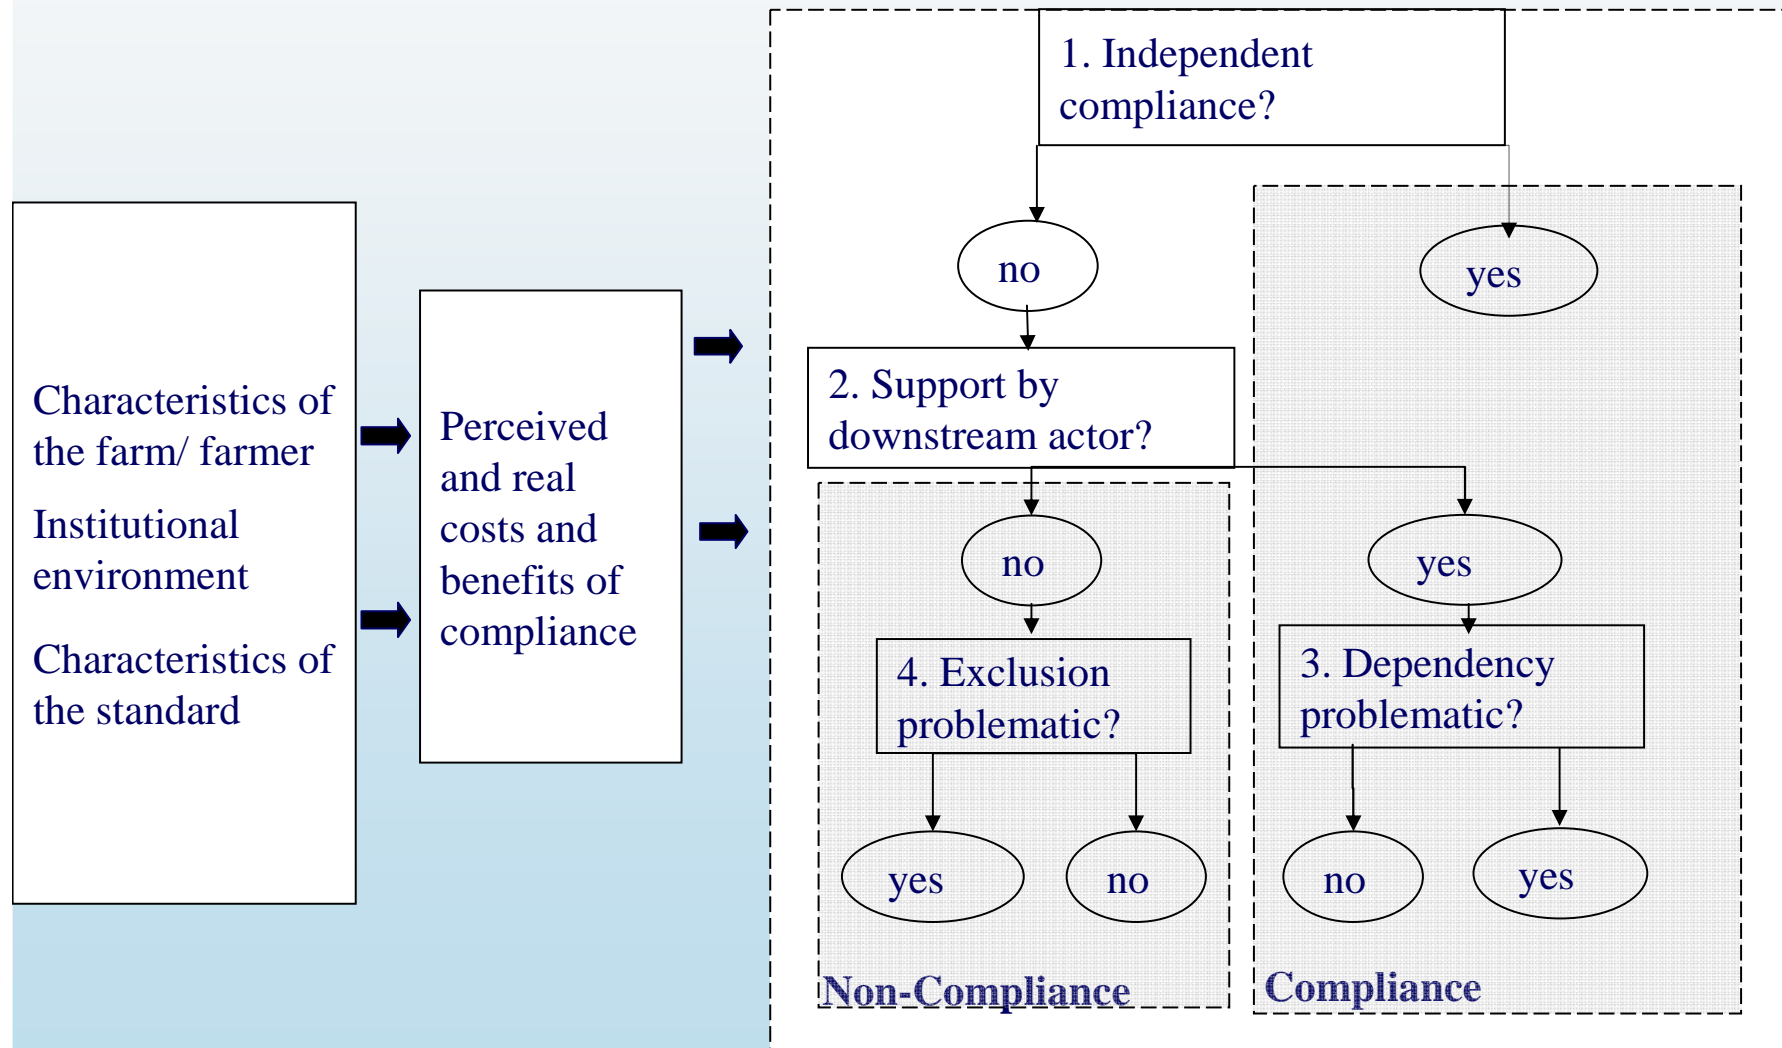 1. Independent
compliance?
no
yes
Characteristics of
the farm/ farmer
Institutional
environment
Characteristics of
the standard
Perceived
and real
costs and
benefits of
compliance
2. Support by
downstream actor?
no
yes
4. Exclusion
problematic?
3. Dependency
problematic?
yes
no
no
yes
Non-Compliance
Compliance